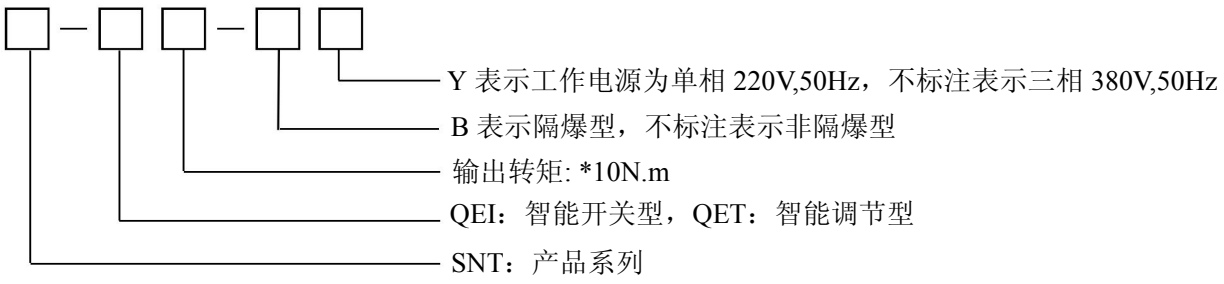 Y 表示工作电源为单相 220V,50Hz，不标注表示三相 380V,50Hz
B 表示隔爆型，不标注表示非隔爆型
输出转矩: *10N.m
QEI：智能开关型，QET：智能调节型
SNT：产品系列